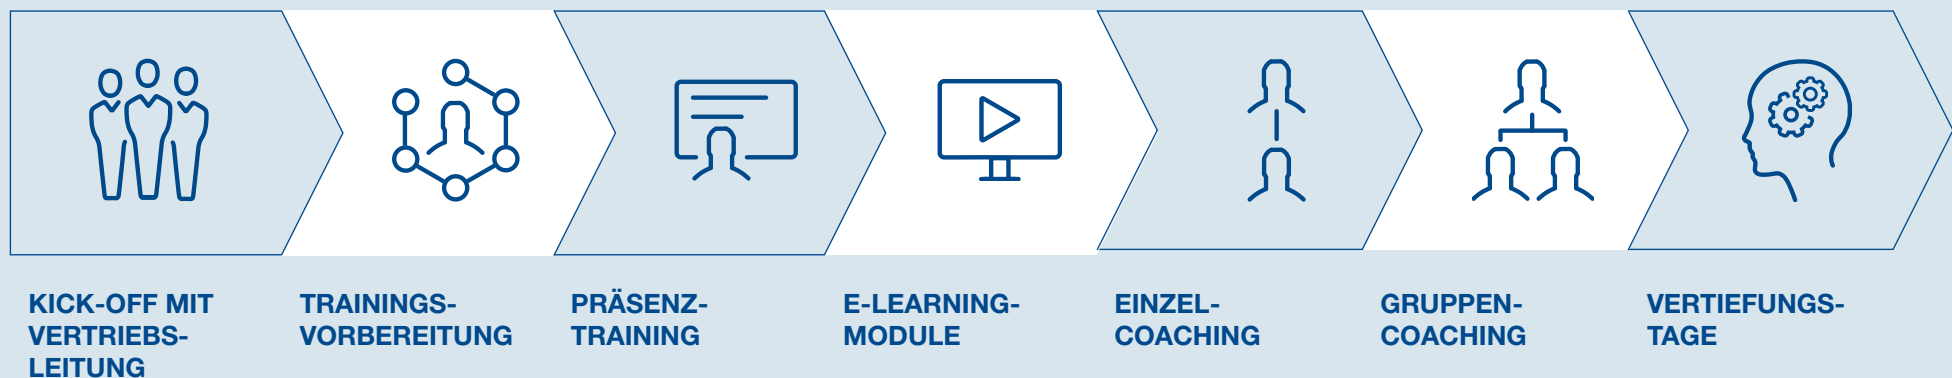 KICK-OFF MIT
VERTRIEBS-
LEITUNG
TRAININGS-
VORBEREITUNG
PRÄSENZ-
TRAINING
E-LEARNING-
MODULE
EINZEL-
COACHING
GRUPPEN-
COACHING
VERTIEFUNGS-
TAGE